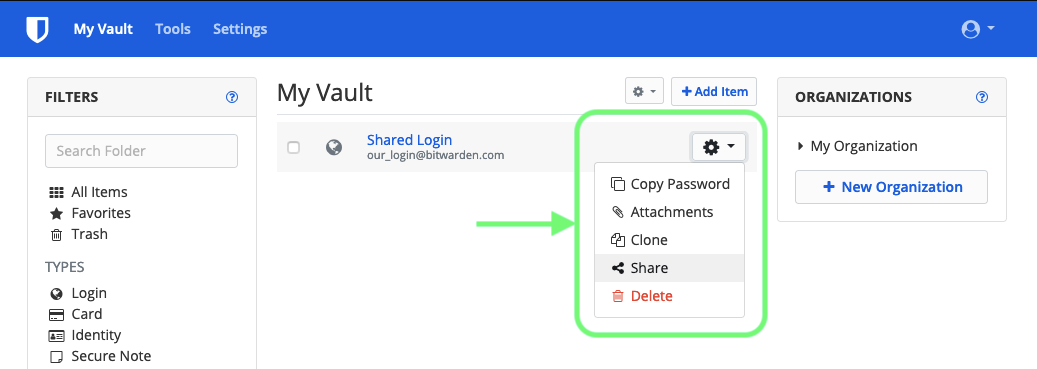 My Vault Tools Settings
FILTERS
Search Folder
All Items
Favorites
Trash
TYPES
Login
Card
Identity
Secure Note
My Vault
+ Add Item
Shared Login
our_login@bitwarden.com
Copy Password
Attachments
Clone
Share
Delete
ORGANIZATIONS
My Organization
+ New Organization